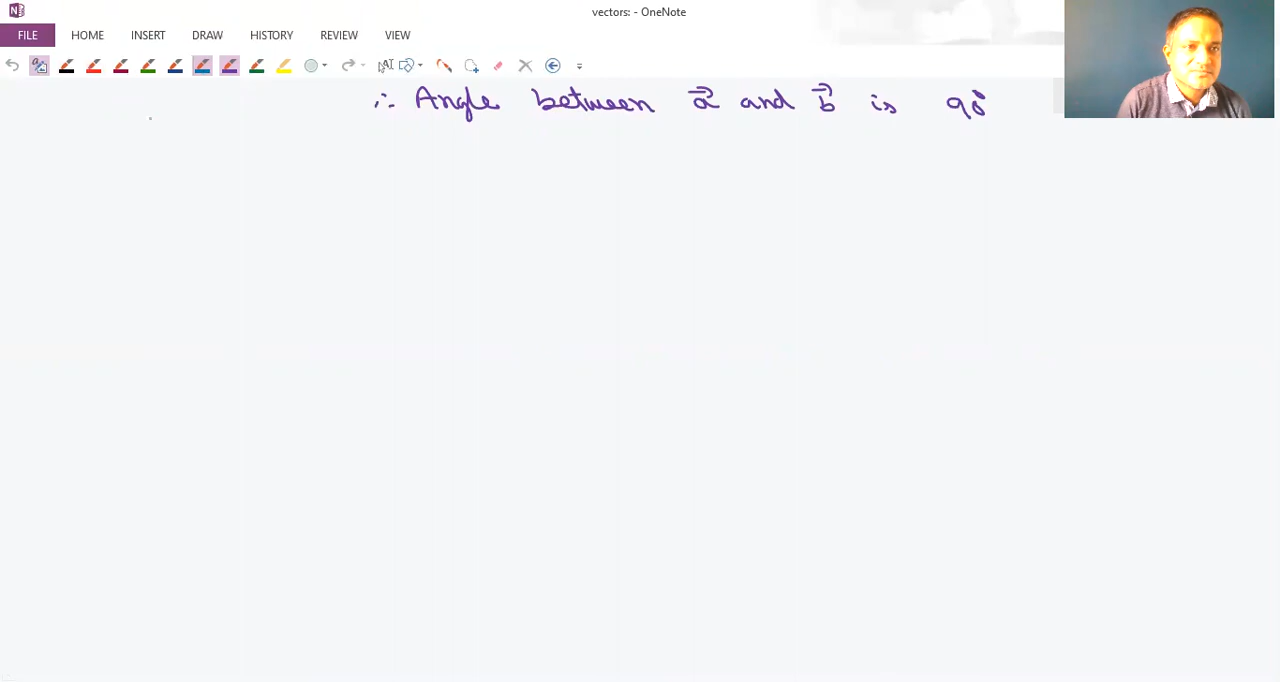 vectors: - OneNote
FILE HOME INSERT DRAW HISTORY REVIEW VIEW
∴ Angle between a⃗ and b⃗ is 90°